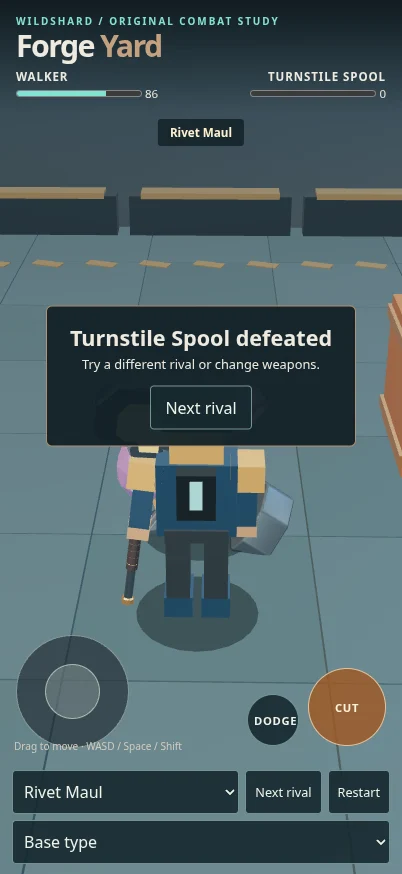 WILDSHARD / ORIGINAL COMBAT STUDY
Forge Yard
WALKER
86
TURNSTILE SPOOL
0
Rivet Maul
Turnstile Spool defeated
Try a different rival or change weapons.
Next rival
DODGE
CUT
Drag to move · WASD / Space / Shift
Rivet Maul
Next rival
Restart
Base type